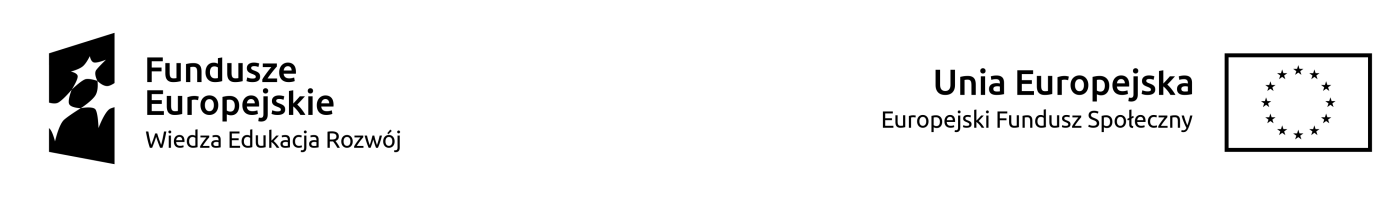 Fundusze
Europejskie
Wiedza Edukacja Rozwój
Unia Europejska
Europejski Fundusz Społeczny